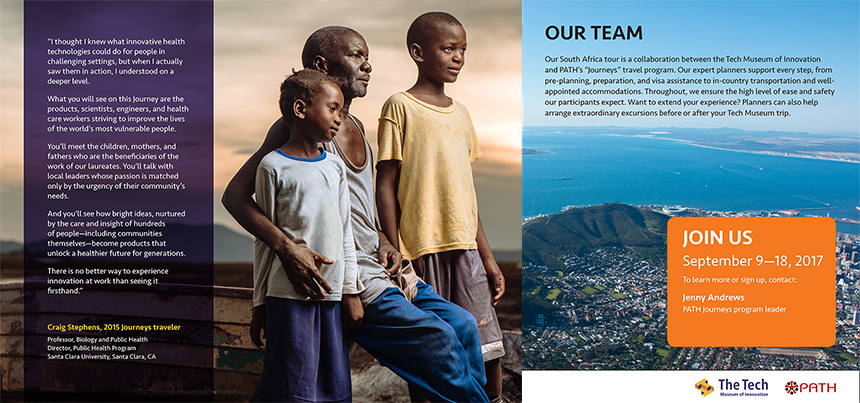 "I thought I knew what innovative health
technologies could do for people in
challenging settings, but when I actually
saw them in action, I understood on a
deeper level.
What you will see on this Journey are the
products, scientists, engineers, and health
care workers striving to improve the lives
of the world's most vulnerable people.
You'll meet the children, mothers, and
fathers who are the beneficiaries of the
work of our laureates. You'll talk with
local leaders whose passion is matched
only by the urgency of their community's
needs.
And you'll see how bright ideas, nurtured
by the care and insight of hundreds
of people—including communities
themselves—become products that
unlock a healthier future for generations.
There is no better way to experience
innovation at work than seeing it
firsthand."
Craig Stephens, 2015 Journeys traveler
Professor, Biology and Public Health
Director, Public Health Program
Santa Clara University, Santa Clara, CA
OUR TEAM
Our South Africa tour is a collaboration between the Tech Museum of Innovation
and PATH's "Journeys" travel program. Our expert planners support every step, from
pre-planning, preparation, and visa assistance to in-country transportation and well-
appointed accommodations. Throughout, we ensure the high level of ease and safety
our participants expect. Want to extend your experience? Planners can also help
arrange extraordinary excursions before or after your Tech Museum trip.
JOIN US
September 9—18, 2017
To learn more or sign up, contact:
Jenny Andrews
PATH Journeys program leader
The Tech
Museum of Innovation
PATH